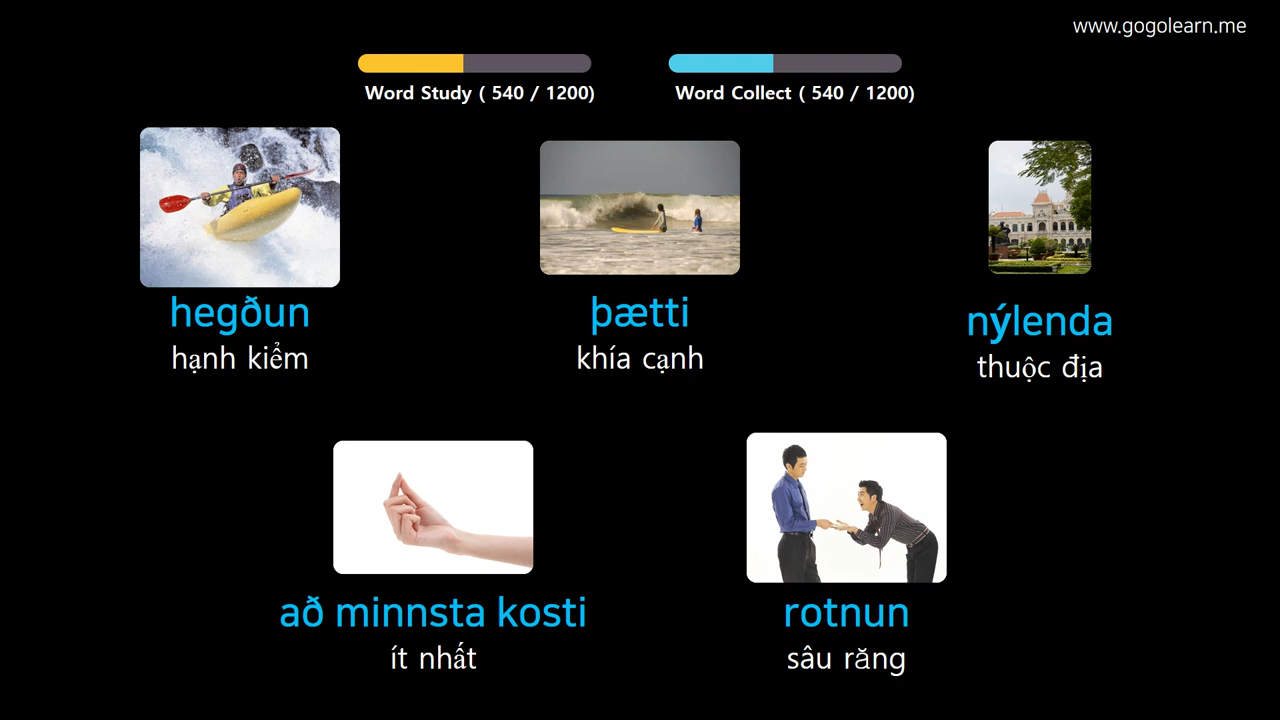 www.gogolearn.me
Word Study ( 540 / 1200)
Word Collect ( 540 / 1200)
hegðun
hạnh kiểm
þætti
khía cạnh
nýlenda
thuộc địa
að minnsta kosti
ít nhất
rotnun
sâu răng